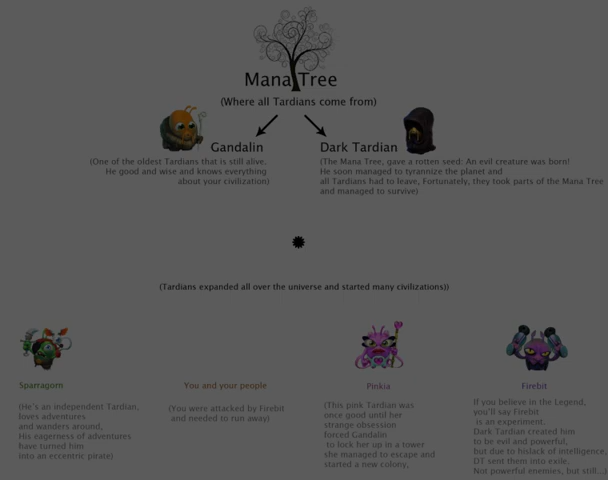 Mana Tree
(Where all Tardians come from)
Gandalin
(One of the oldest Tardians that is still alive.
He good and wise and knows everything
about your civilization)
Dark Tardian
(The Mana Tree, gave a rotten seed: An evil creature was born!
He soon managed to tyrannize the planet and
all Tardians had to leave, Fortunately, they took parts of the Mana Tree
and managed to survive)
(Tardians expanded all over the universe and started many civilizations))
Sparragorn
(He's an independent Tardian,
loves adventures
and wanders around,
His eagerness of adventures
have turned him
into an eccentric pirate)
You and your people
(You were attacked by Firebit
and needed to run away)
Pinkia
(This pink Tardian was
once good until her
strange obsession
forced Gandalin
to lock her up in a tower.
she managed to escape and
started a new colony,
Firebit
If you believe in the Legend,
you'll say Firebit
is an experiment.
Dark Tardian created him
to be evil and powerful,
but due to hislack of intelligence,
DT sent them into exile.
Not powerful enemies, but still...)